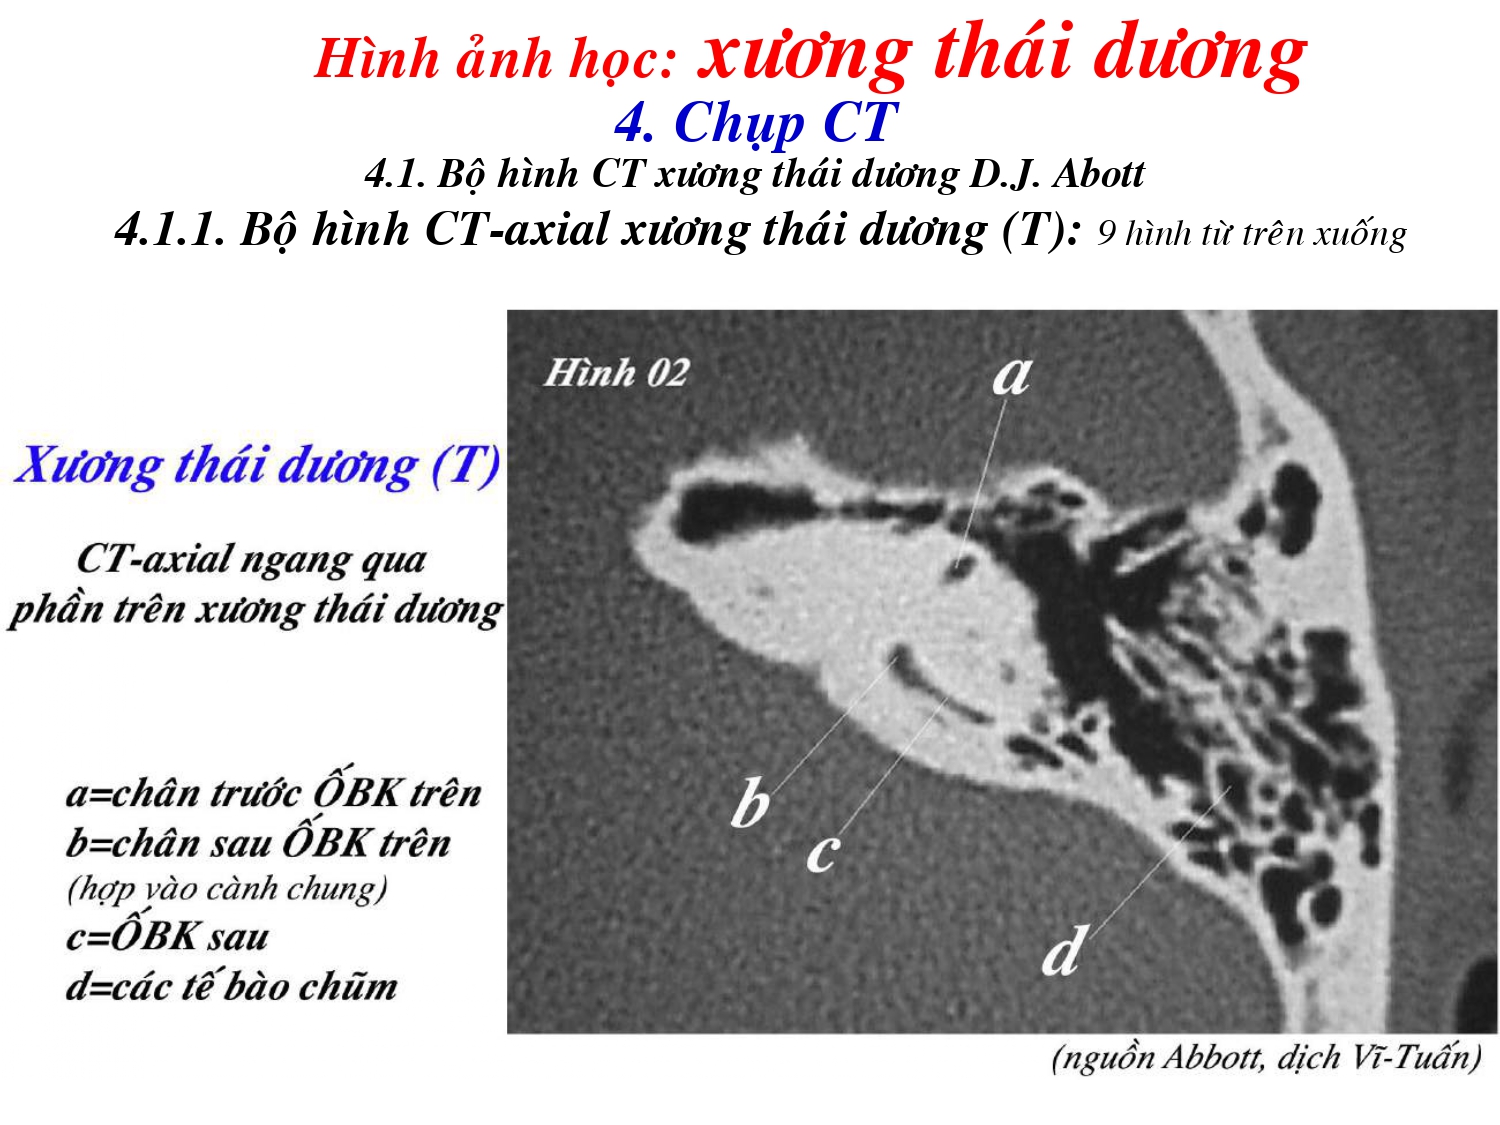 Hình ảnh học: xương thái dương
4. Chụp CT
4.1. Bộ hình CT xương thái dương D.J. Abott
4.1.1. Bộ hình CT-axial xương thái dương (T): 9 hình từ trên xuống
Hình 02
a
Xương thái dương (T)
CT-axial ngang qua
phần trên xương thái dương
b
c
d
a=chân trước ỐBK trên
b=chân sau ỐBK trên
(hợp vào cành chung)
c=ỐBK sau
d=các tế bào chũm
(nguồn Abbott, dịch Vĩ-Tuấn)